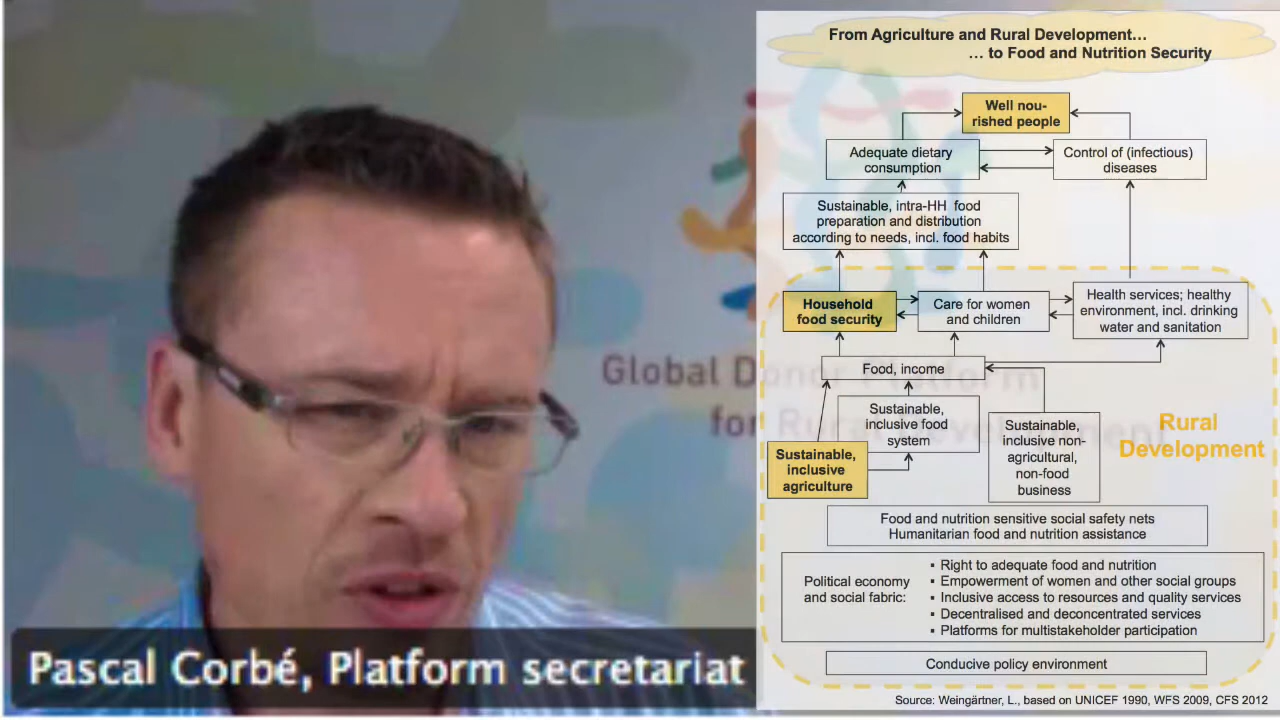 From Agriculture and Rural Development…
… to Food and Nutrition Security
Well nou-
rished people
Adequate dietary
consumption
Control of (infectious)
diseases
Sustainable, intra-HH food
preparation and distribution
according to needs, incl. food habits
Household
food security
Care for women
and children
Health services; healthy
environment, incl. drinking
water and sanitation
Food, income
Sustainable,
inclusive food
system
Sustainable,
inclusive
agriculture
Sustainable,
inclusive non-
agricultural,
non-food
business
Rural
Development
Food and nutrition sensitive social safety nets
Humanitarian food and nutrition assistance
Political economy
and social fabric:
▪ Right to adequate food and nutrition
▪ Empowerment of women and other social groups
▪ Inclusive access to resources and quality services
▪ Decentralised and deconcentrated services
▪ Platforms for multistakeholder participation
Conducive policy environment
Source: Weingärtner, L., based on UNICEF 1990, WFS 2009, CFS 2012
Global Donor Platform
for Rural Development
Pascal Corbé, Platform secretariat